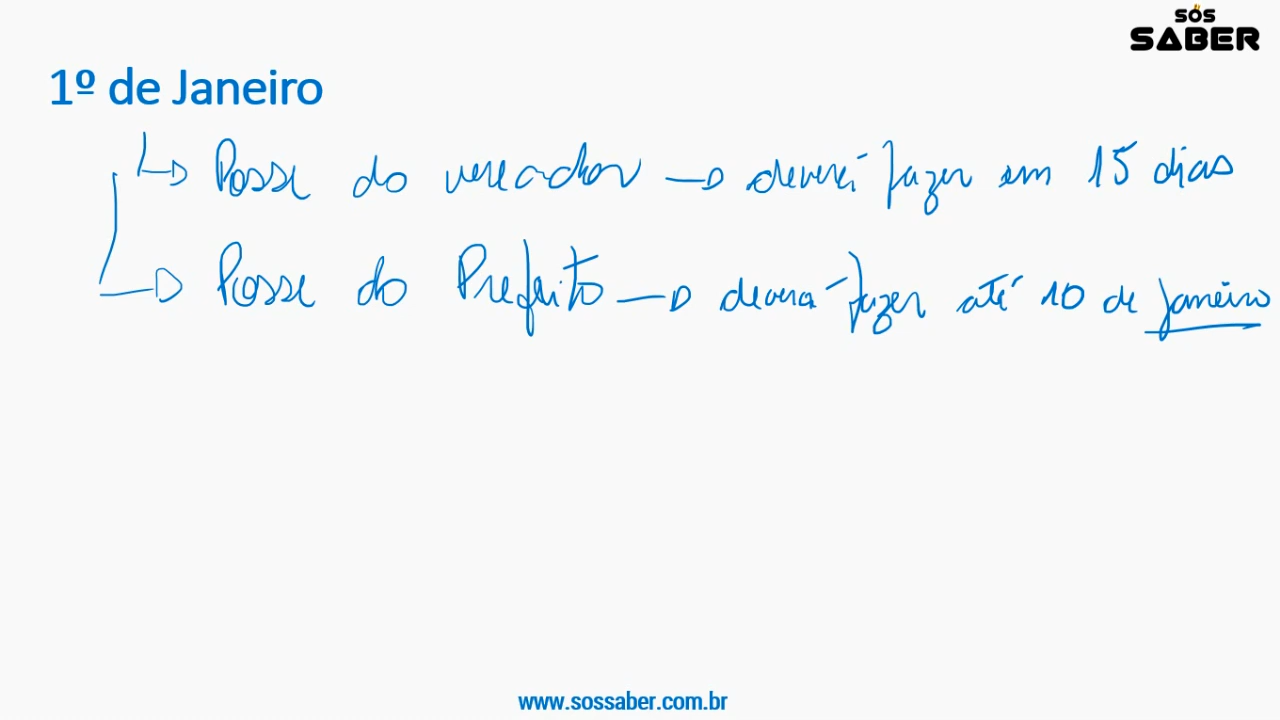 SÓS
SABER
1º de Janeiro
Posse do vereador → deverá fazer em 15 dias
Posse do Prefeito → deverá fazer até 10 de janeiro
www.sossaber.com.br